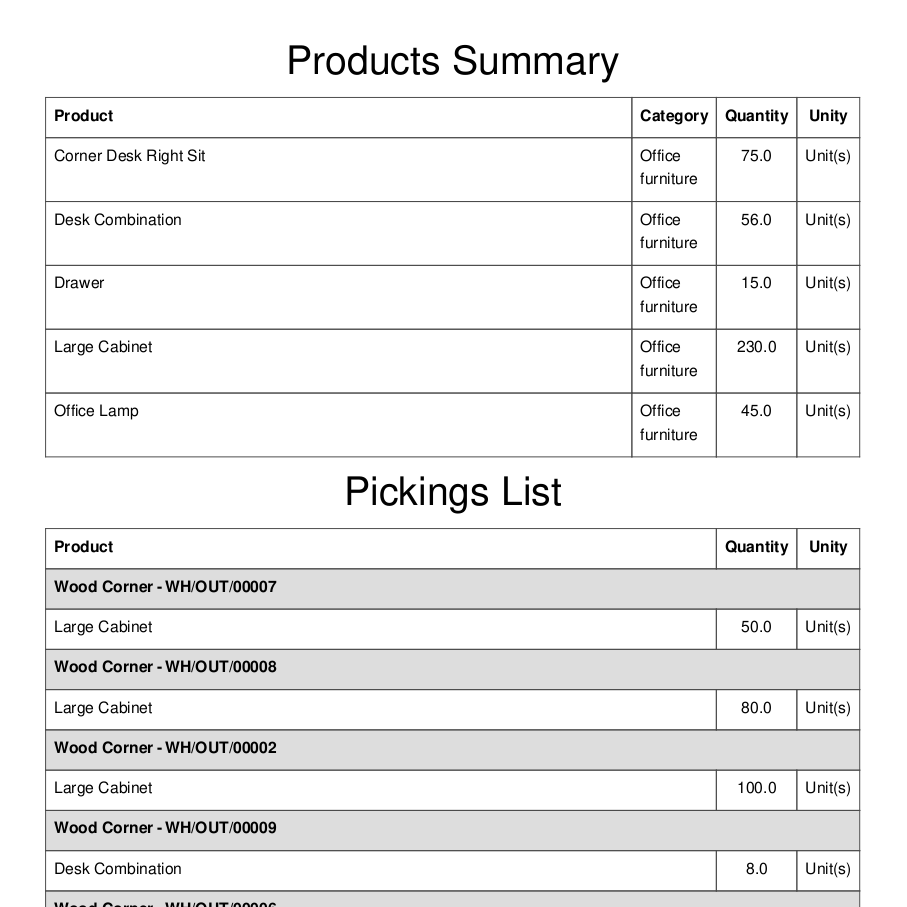 Products Summary
Product Category Quantity Unity
Corner Desk Right Sit Office 75.0 Unit(s)
furniture
Desk Combination Office 56.0 Unit(s)
furniture
Drawer Office 15.0 Unit(s)
furniture
Large Cabinet Office 230.0 Unit(s)
furniture
Office Lamp Office 45.0 Unit(s)
furniture
Pickings List
Product Quantity Unity
Wood Corner - WH/OUT/00007
Large Cabinet 50.0 Unit(s)
Wood Corner - WH/OUT/00008
Large Cabinet 80.0 Unit(s)
Wood Corner - WH/OUT/00002
Large Cabinet 100.0 Unit(s)
Wood Corner - WH/OUT/00009
Desk Combination 8.0 Unit(s)